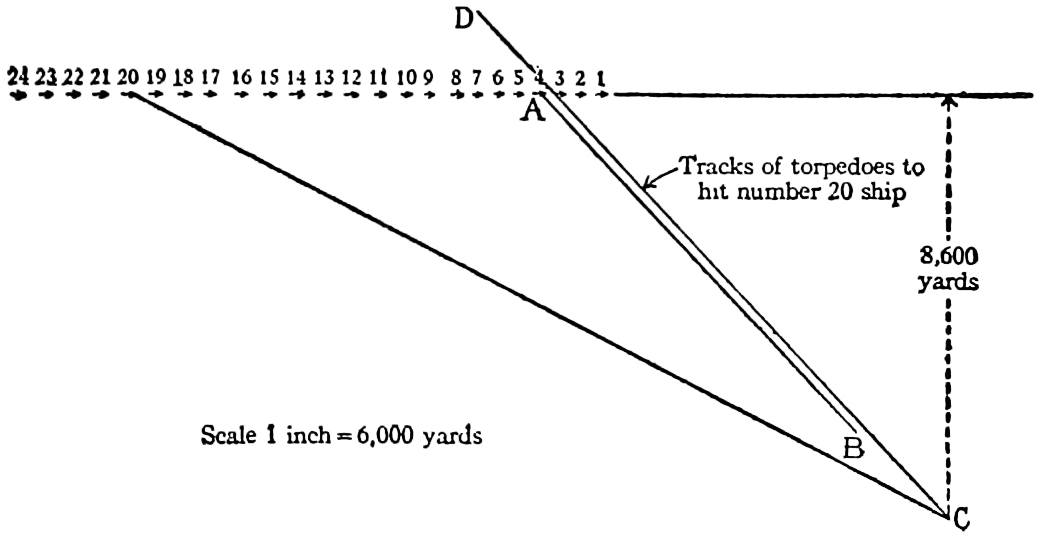 D
24 23 22 21 20 19 18 17 16 15 14 13 12 11 10 9 8 7 6 5 4 3 2 1
A
Tracks of torpedoes to
hit number 20 ship
8,600
yards
Scale 1 inch = 6,000 yards
B
C